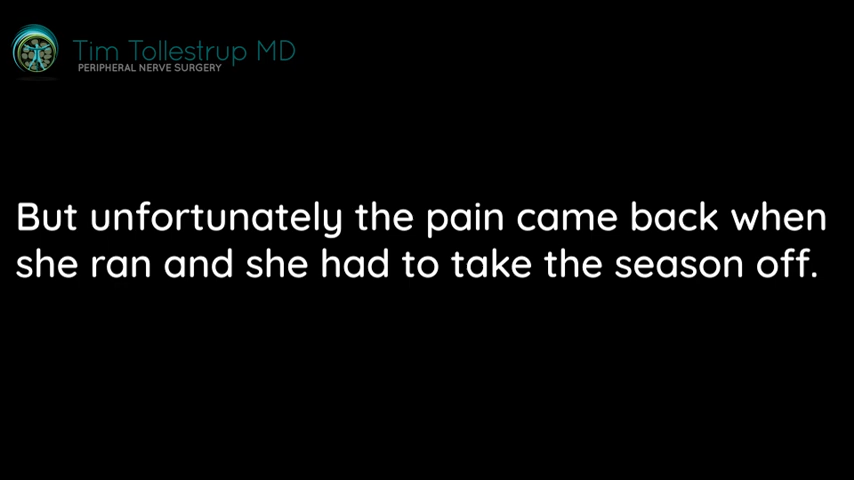 Tim Tollestrup MD
PERIPHERAL NERVE SURGERY
But unfortunately the pain came back when
she ran and she had to take the season off.